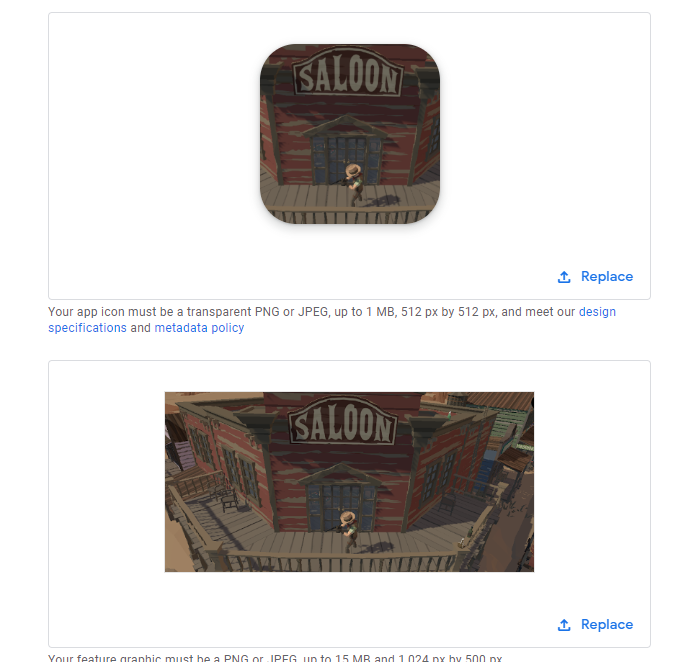 SALOON
Replace
Your app icon must be a transparent PNG or JPEG, up to 1 MB, 512 px by 512 px, and meet our design
specifications and metadata policy
SALOON
Replace
Your feature graphic must be a PNG or JPEG, up to 15 MB and 1,024 px by 500 px